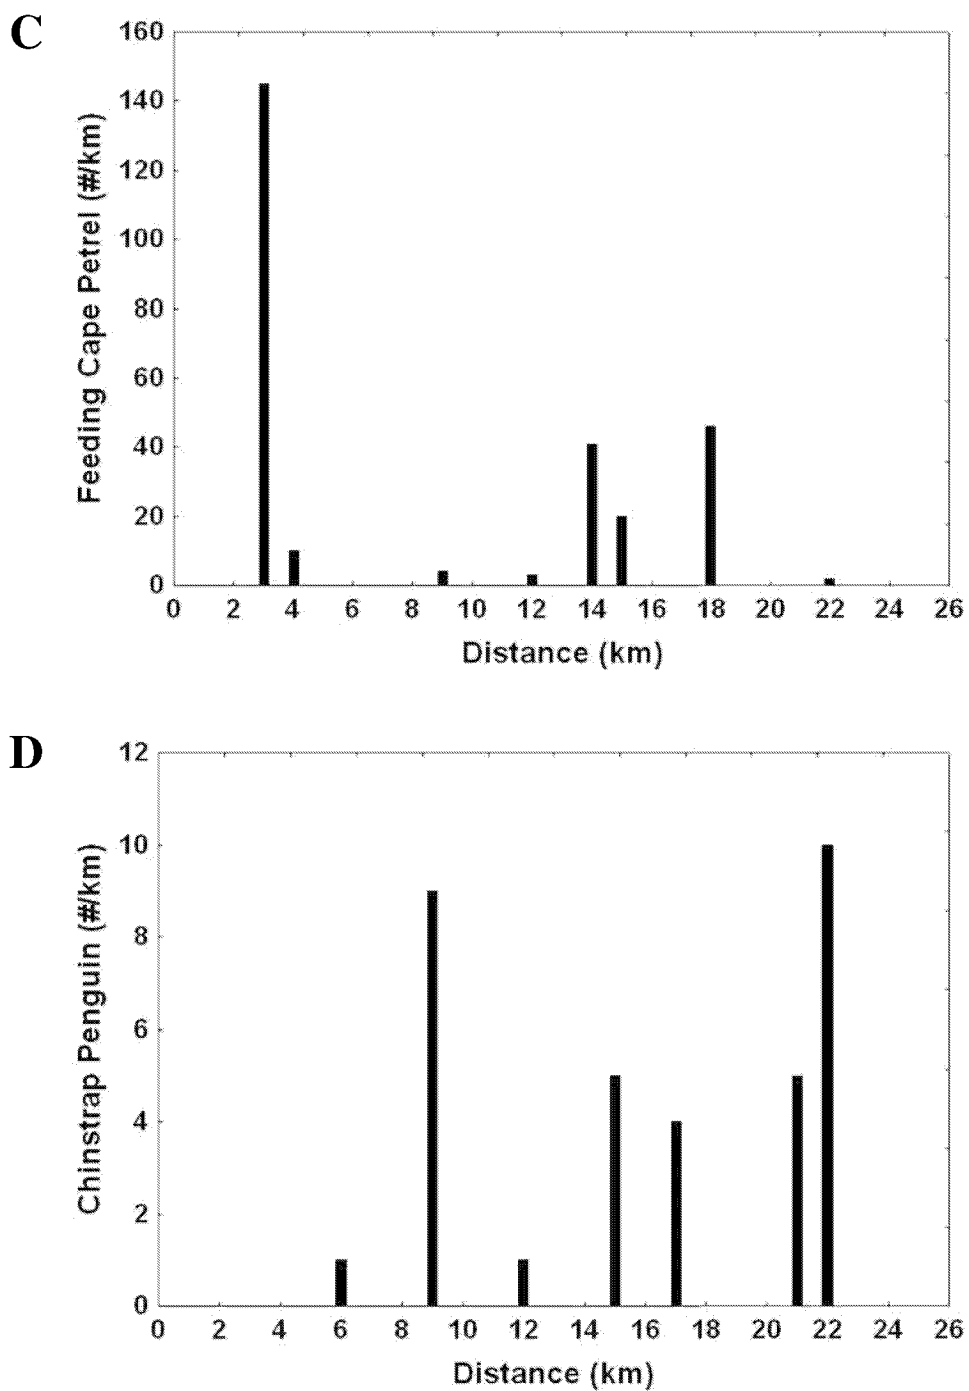 C
160
140
120
100
80
60
40
20
0
Feeding Cape Petrel (#/km)
0 2 4 6 8 10 12 14 16 18 20 22 24 26
Distance (km)
D
12
10
8
6
4
2
0
Chinstrap Penguin (#/km)
0 2 4 6 8 10 12 14 16 18 20 22 24 26
Distance (km)